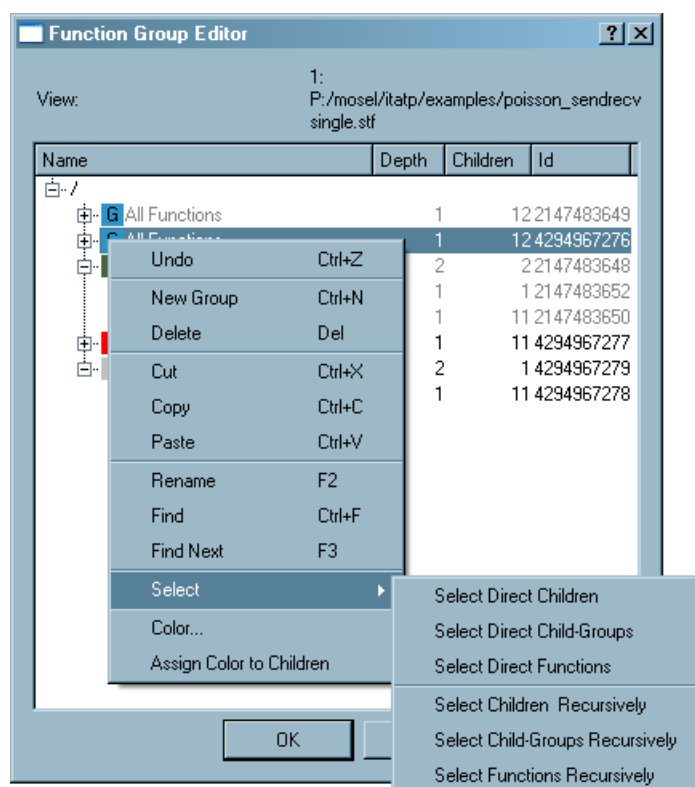 Function Group Editor ? ×
View:
1:
P:/mosel/itatp/examples/poisson_sendrecv
single.stf
Name Depth Children Id
/
G All Functions 1 12 2147483649
1 12 4294967276
2 2 2147483648
1 1 2147483652
1 11 2147483650
1 11 4294967277
2 1 4294967279
1 11 4294967278
Undo Ctrl+Z
New Group Ctrl+N
Delete Del
Cut Ctrl+X
Copy Ctrl+C
Paste Ctrl+V
Rename F2
Find Ctrl+F
Find Next F3
Select
Color...
Assign Color to Children
Select Direct Children
Select Direct Child-Groups
Select Direct Functions
Select Children Recursively
Select Child-Groups Recursively
Select Functions Recursively
OK